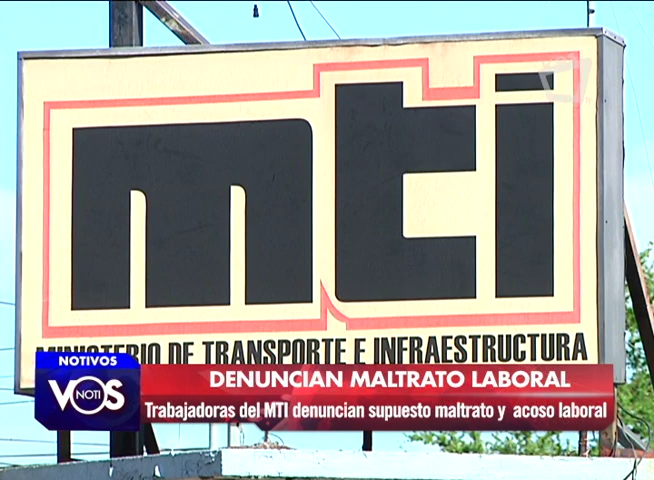 mti
MINISTERIO DE TRANSPORTE E INFRAESTRUCTURA
NOTIVOS
VOS
NOTI
DENUNCIAN MALTRATO LABORAL
Trabajadoras del MTI denuncian supuesto maltrato y acoso laboral